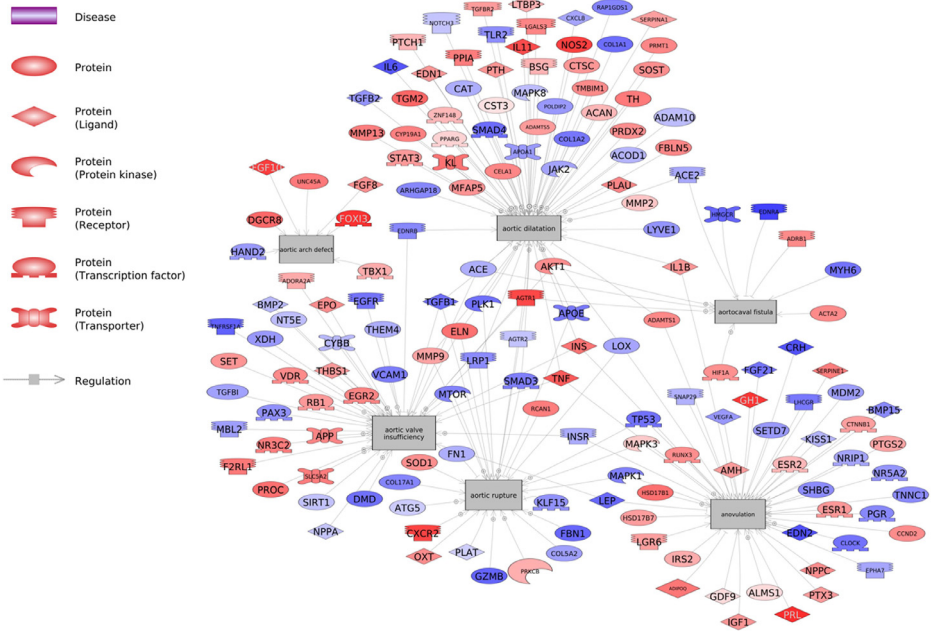 Disease
Protein
Protein
(Ligand)
Protein
(Protein kinase)
Protein
(Receptor)
Protein
(Transcription factor)
Protein
(Transporter)
Regulation
LTBP3
TGFBR2
RAP1GDS1
NOTCH3
LGALS3
CXCL8
SERPINA1
PTCH1
TLR2
IL11
NOS2
COL1A1
PRMT1
IL6
PPIA
BSG
CTSC
SOST
EDN1
PTH
TGFB2
TGM2
CAT
MAPK8
TMBIM1
TH
CST3
POLDIP2
ACAN
ADAM10
ZNF148
MMP13
CYP19A1
PPARG
SMAD4
ADAMTS5
COL1A2
PRDX2
FBLN5
STAT3
KL
APOA1
ACOD1
CELA1
JAK2
ACE2
UNC45A
FGF8
ARHGAP18
MFAP5
PLAU
MMP2
DGCR8
FOXI3
EDNRB
aortic dilatation
LYVE1
HMGCR
EDNRA
ADRB1
HAND2
aortic arch defect
TBX1
ACE
AKT1
IL1B
MYH6
ADORA2A
BMP2
EPO
EGFR
TGFB1
PLK1
AGTR1
APOE
aortocaval fistula
ACTA2
TNFRSF1A
NT5E
THEM4
ELN
ADAMTS1
XDH
CYBB
AGTR2
INS
LOX
CRH
SET
VDR
THBS1
VCAM1
MMP9
LRP1
HIF1A
FGF21
SERPINE1
TGFBI
RB1
EGR2
MTOR
SMAD3
TNF
SNAP29
GH1
LHCGR
MDM2
PAX3
RCAN1
TP53
VEGFA
BMP15
MBL2
NR3C2
APP
aortic valve
insufficiency
INSR
SETD7
KISS1
CTNNB1
PTGS2
F2RL1
SLC5A2
SOD1
FN1
MAPK3
RUNX3
AMH
ESR2
NRIP1
NR5A2
PROC
SIRT1
DMD
COL17A1
aortic rupture
MAPK1
HSD17B1
SHBG
TNNC1
NPPA
ATG5
KLF15
LEP
anovulation
ESR1
PGR
HSD17B7
EDN2
CCND2
CXCR2
FBN1
LGR6
CLOCK
OXT
PLAT
COL5A2
IRS2
EPHA7
GZMB
PRKCB
ADIPOQ
GDF9
ALMS1
NPPC
PTX3
IGF1
PRL